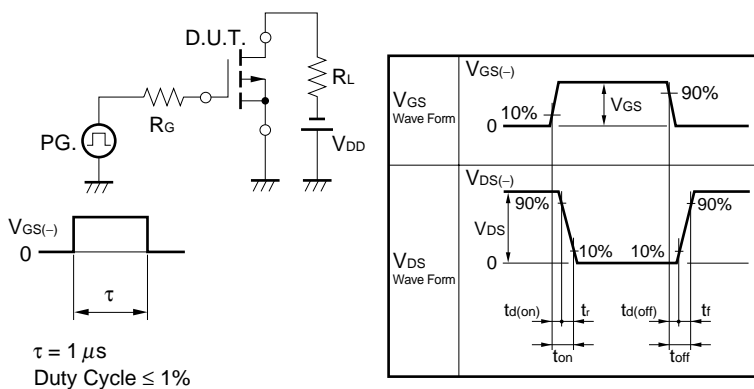 D.U.T.
RL
RG
PG.
VDD
VGS(−)
0
τ
τ = 1 μs
Duty Cycle ≤ 1%
VGS
Wave Form
VGS(−)
10%
VGS
90%
0
VDS
Wave Form
VDS(−)
90%
VDS
10%
10%
90%
0
td(on)
tr
td(off)
tf
ton
toff